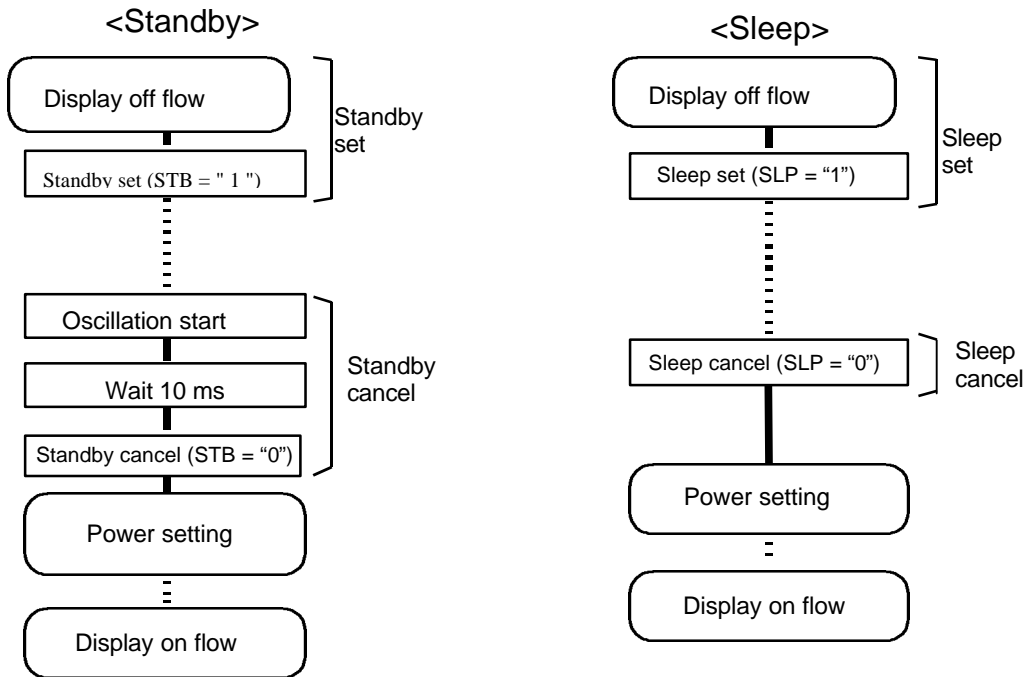 <Standby>
Display off flow
Standby
set
Standby set (STB = " 1 ")
Oscillation start
Wait 10 ms
Standby
cancel
Standby cancel (STB = “0”)
Power setting
Display on flow
<Sleep>
Display off flow
Sleep
set
Sleep set (SLP = “1”)
Sleep cancel (SLP = “0”)
Sleep
cancel
Power setting
Display on flow